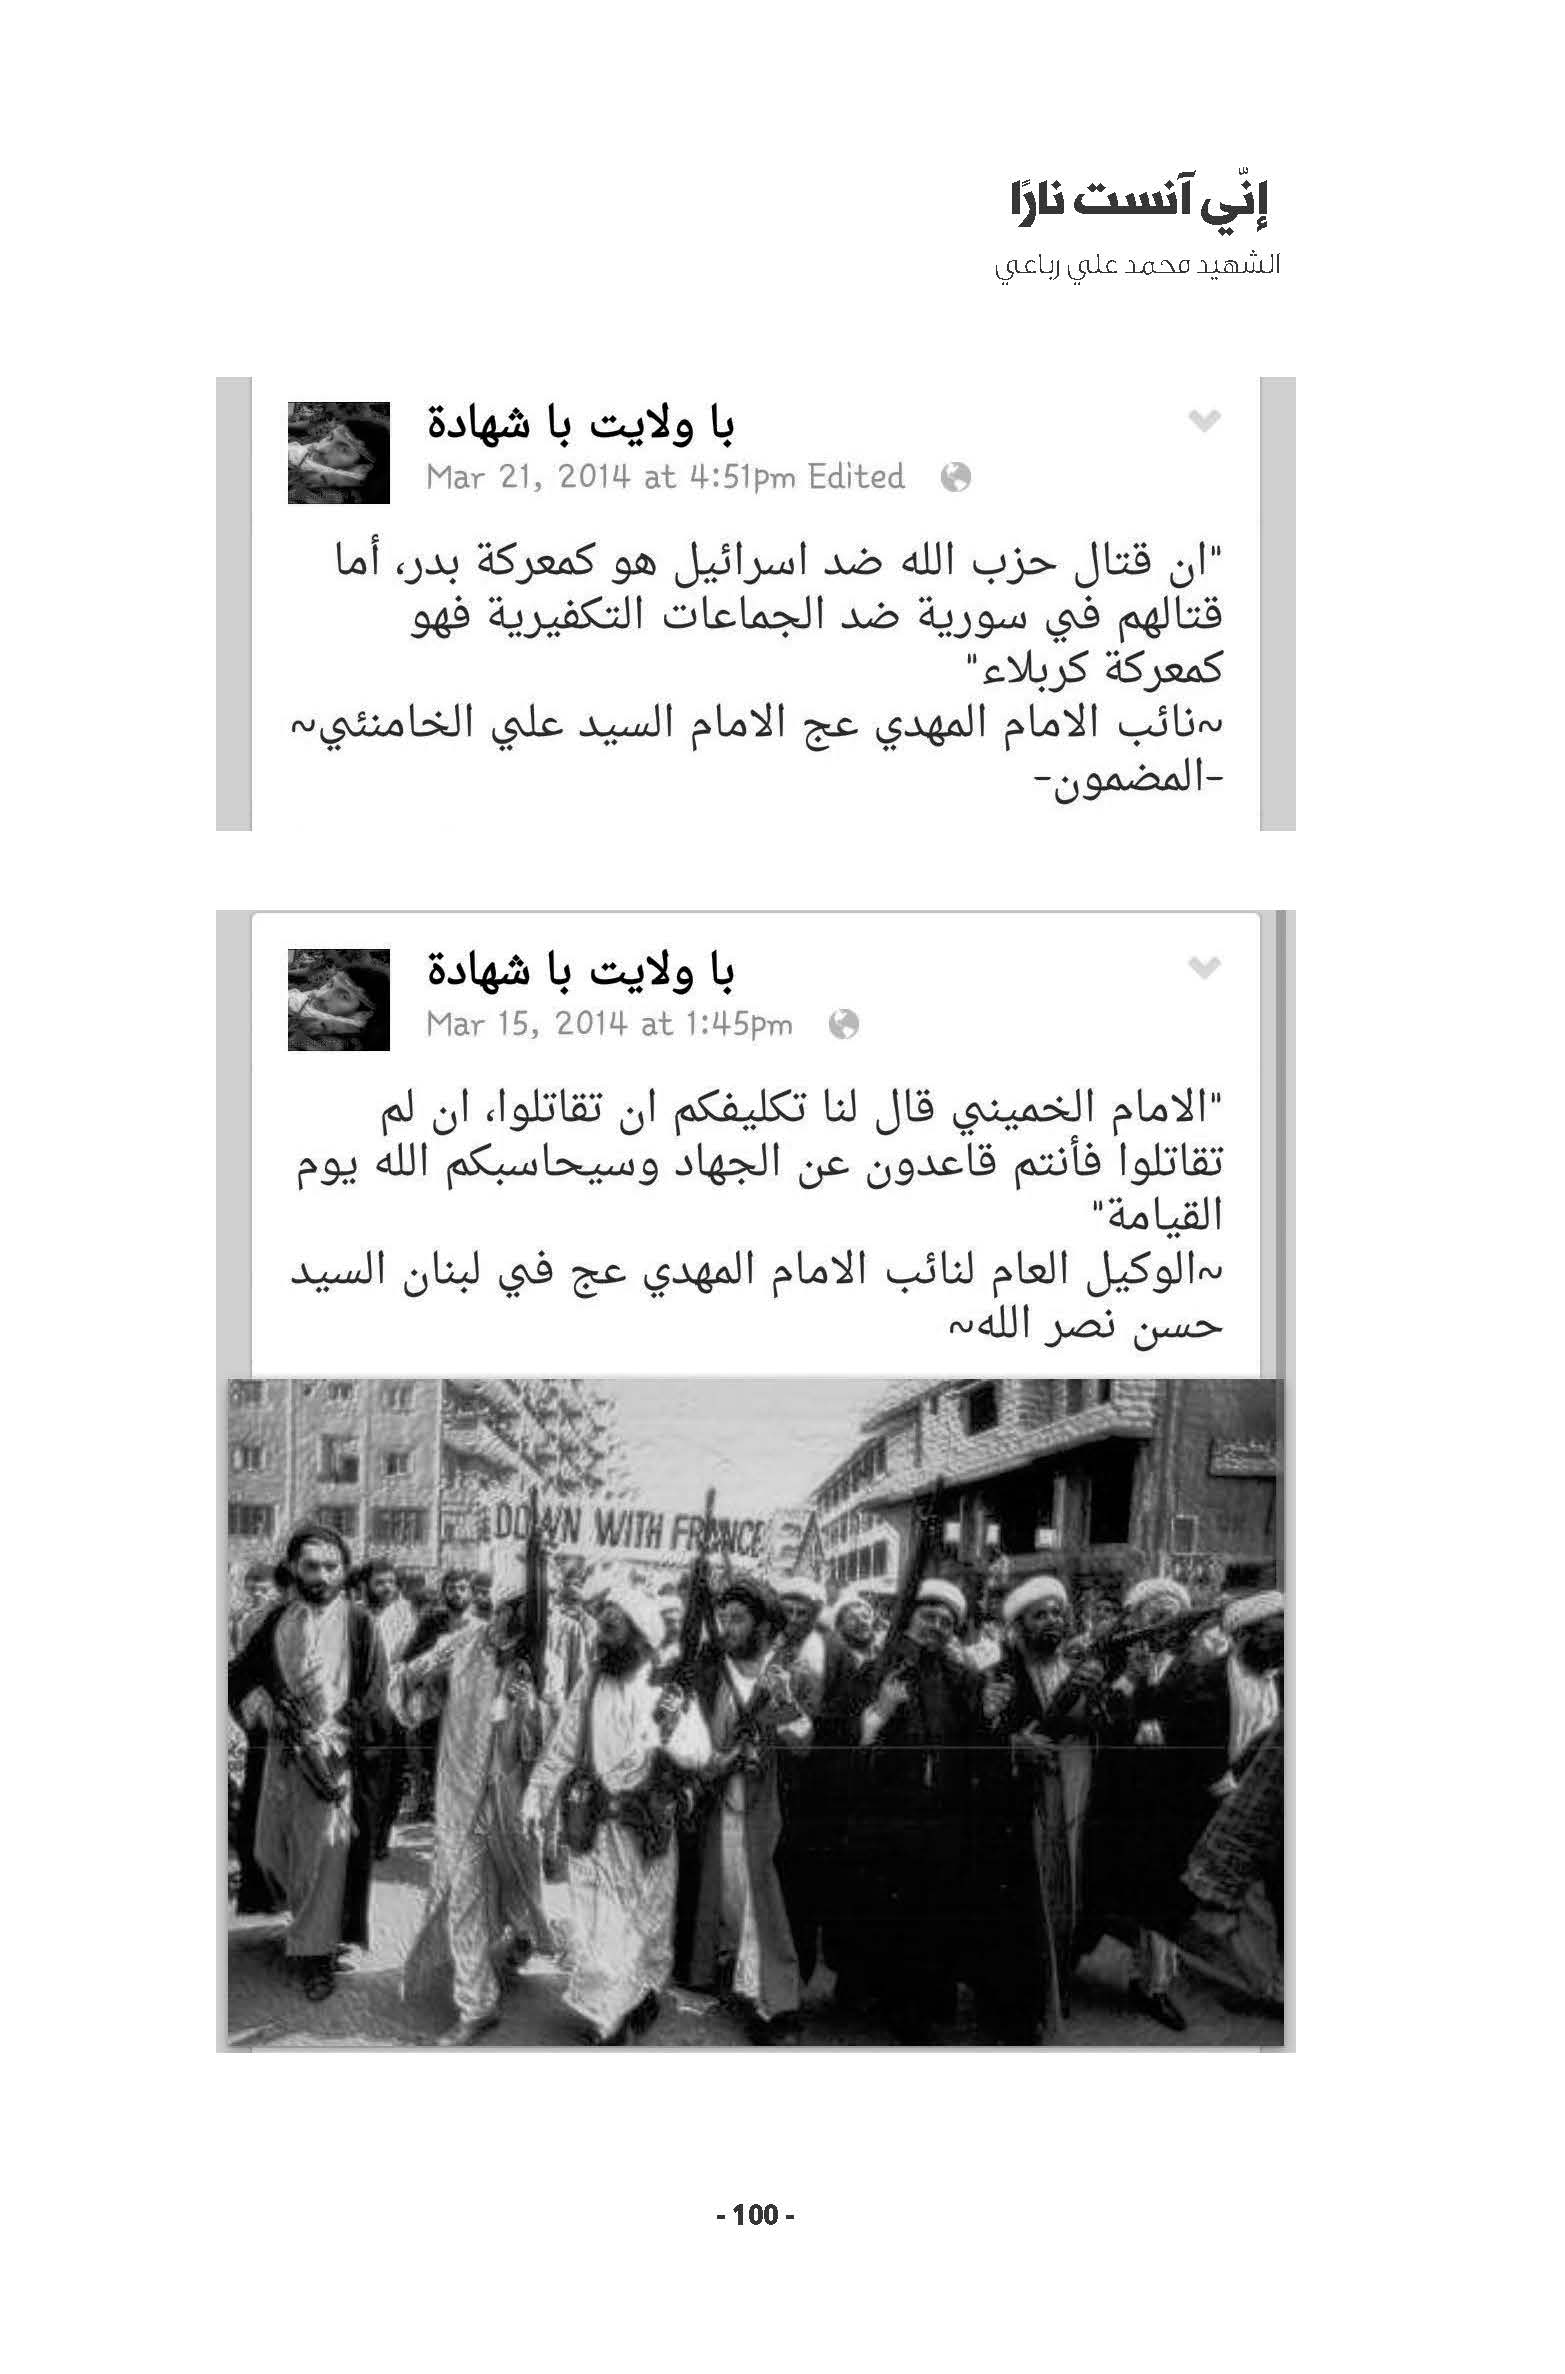 إنّي آنست نارًا
الشهيد محمد علي رباعي
با ولايت با شهادة
Mar 21, 2014 at 4:51pm Edited
"ان قتال حزب الله ضد اسرائيل هو كمعركة بدر، أما
قتالهم في سورية ضد الجماعات التكفيرية فهو
كمعركة كربلاء"
~نائب الامام المهدي عج الامام السيد علي الخامنئي~
-المضمون-
با ولايت با شهادة
Mar 15, 2014 at 1:45pm
"الامام الخميني قال لنا تكليفكم ان تقاتلوا، ان لم
تقاتلوا فأنتم قاعدون عن الجهاد وسيحاسبكم الله يوم
القيامة"
~الوكيل العام لنائب الامام المهدي عج في لبنان السيد
حسن نصر الله~
DOWN WITH FRANCE
- 100 -